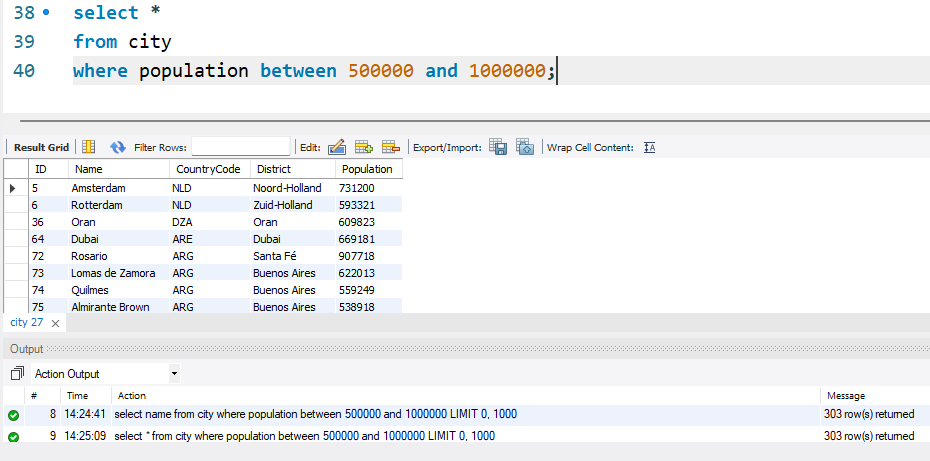 38 select *
39 from city
40 where population between 500000 and 1000000;
Result Grid Filter Rows: Edit: Export/Import: Wrap Cell Content:
ID Name CountryCode District Population
5 Amsterdam NLD Noord-Holland 731200
6 Rotterdam NLD Zuid-Holland 593321
36 Oran DZA Oran 609823
64 Dubai ARE Dubai 669181
72 Rosario ARG Santa Fé 907718
73 Lomas de Zamora ARG Buenos Aires 622013
74 Quilmes ARG Buenos Aires 559249
75 Almirante Brown ARG Buenos Aires 538918
city 27
Output
Action Output
# Time Action Message
8 14:24:41 select name from city where population between 500000 and 1000000 LIMIT 0, 1000 303 row(s) returned
9 14:25:09 select * from city where population between 500000 and 1000000 LIMIT 0, 1000 303 row(s) returned